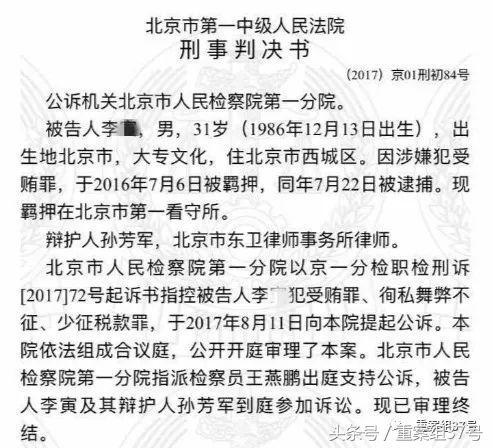 北京市第一中级人民法院
刑事判决书
（2017）京01刑初84号
公诉机关北京市人民检察院第一分院。
被告人李，男，31岁（1986年12月13日出生），出
生地北京市，大专文化，住北京市西城区。因涉嫌犯受
贿罪，于2016年7月6日被羁押，同年7月22日被逮捕。现
羁押在北京市第一看守所。
辩护人孙芳军，北京市东卫律师事务所律师。
北京市人民检察院第一分院以京一分检职检刑诉
[2017]72号起诉书指控被告人李犯受贿罪、徇私舞弊不
征、少征税款罪，于2017年8月11日向本院提起公诉。本
院依法组成合议庭，公开开庭审理了本案。北京市人民
检察院第一分院指派检察员王燕鹏出庭支持公诉，被告
人李寅及其辩护人孙芳军到庭参加诉讼。现已审理终
结。
重案组37号
头条号／重案组37号